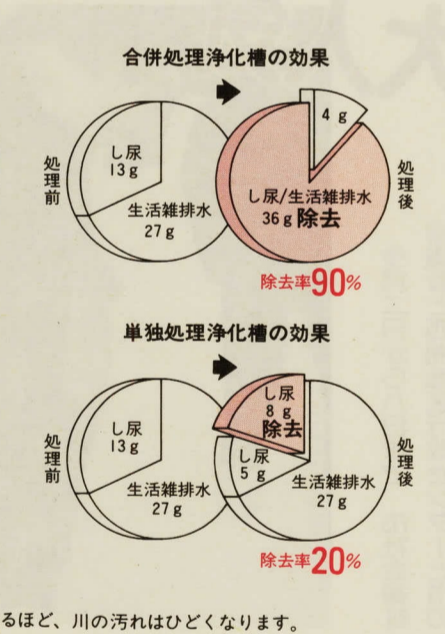 合併処理浄化槽の効果
処理前
し尿
13g
生活雑排水
27g
4g
し尿/生活雑排水
36g除去
処理後
除去率90%
単独処理浄化槽の効果
処理前
し尿
13g
生活雑排水
27g
し尿
8g
除去
し尿
5g
生活雑排水
27g
処理後
除去率20%
るほど、川の汚れはひどくなります。